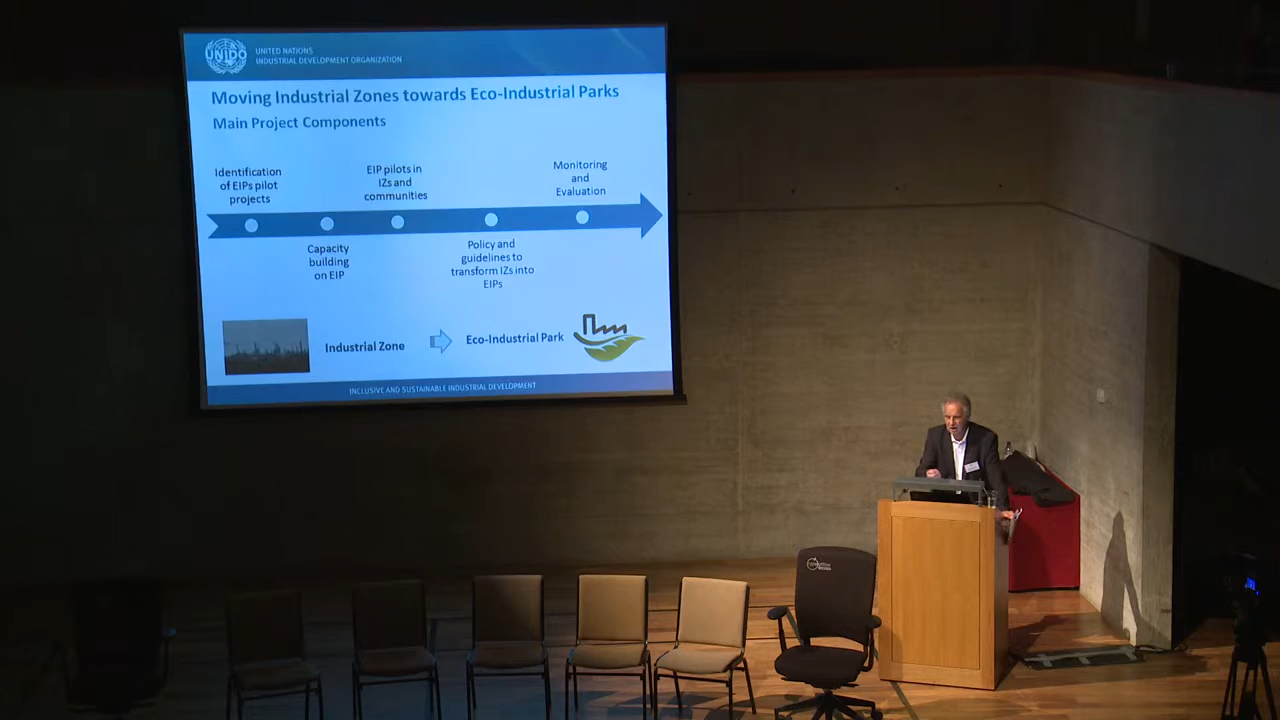 UNIDO
UNITED NATIONS
INDUSTRIAL DEVELOPMENT ORGANIZATION
Moving Industrial Zones towards Eco-Industrial Parks
Main Project Components
Identification
of EIPs pilot
projects
EIP pilots in
IZs and
communities
Monitoring
and
Evaluation
Capacity
building
on EIP
Policy and
guidelines to
transform IZs into
EIPs
Industrial Zone
Eco-Industrial Park
INCLUSIVE AND SUSTAINABLE INDUSTRIAL DEVELOPMENT